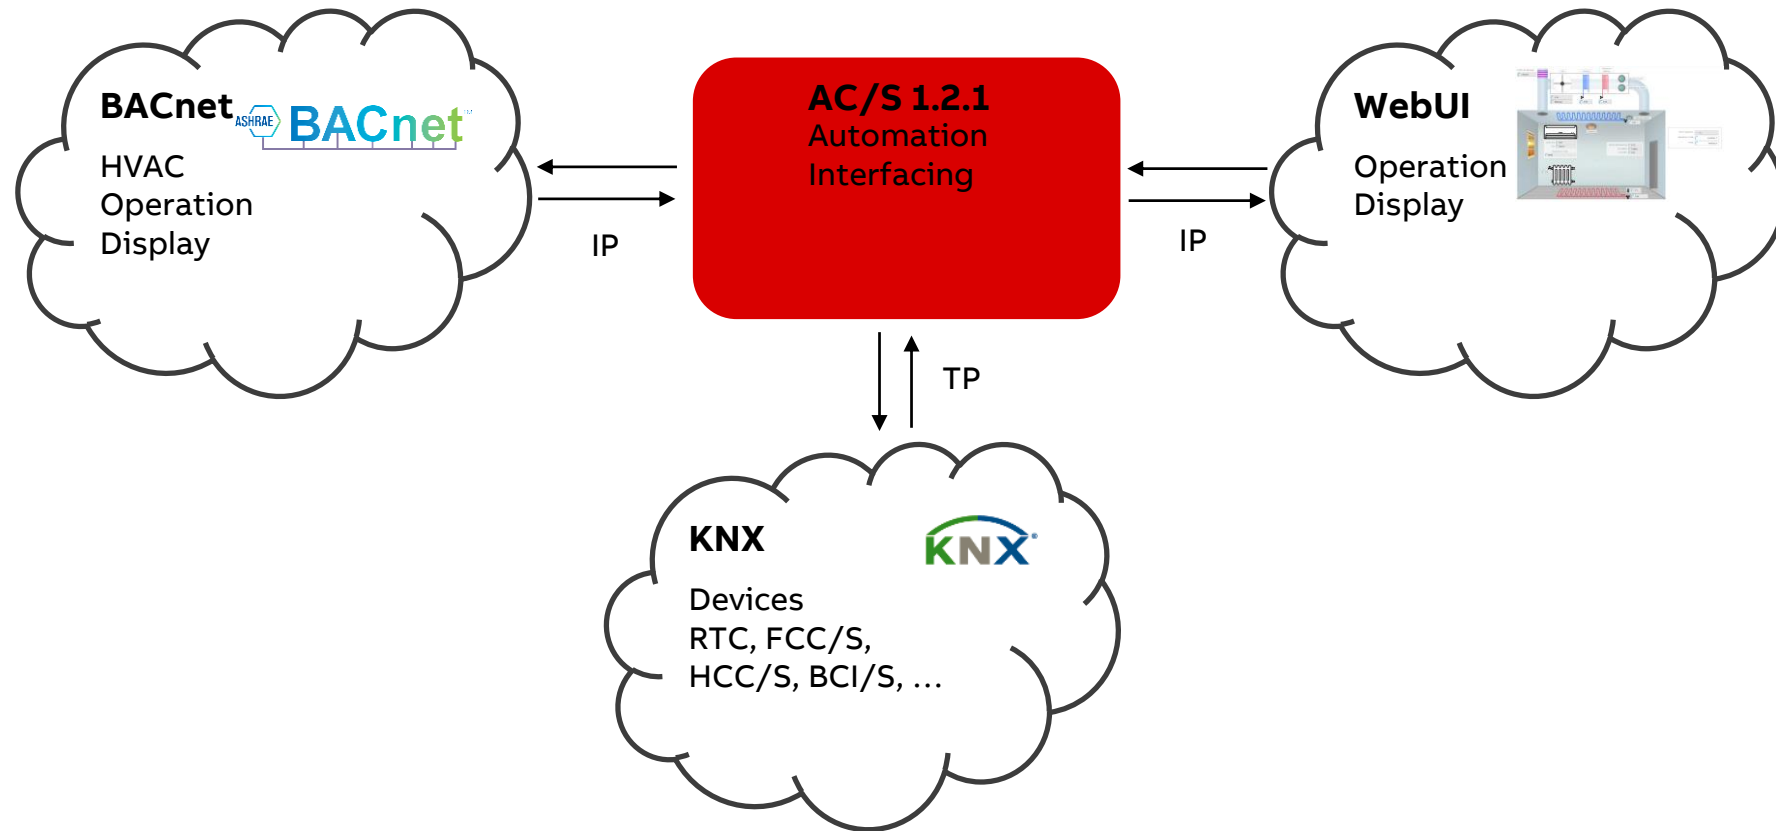 BACnet
ASHRAE BACnet
HVAC
Operation
Display
IP
AC/S 1.2.1
Automation
Interfacing
IP
WebUI
Operation
Display
TP
KNX
KNX®
Devices
RTC, FCC/S,
HCC/S, BCI/S, …